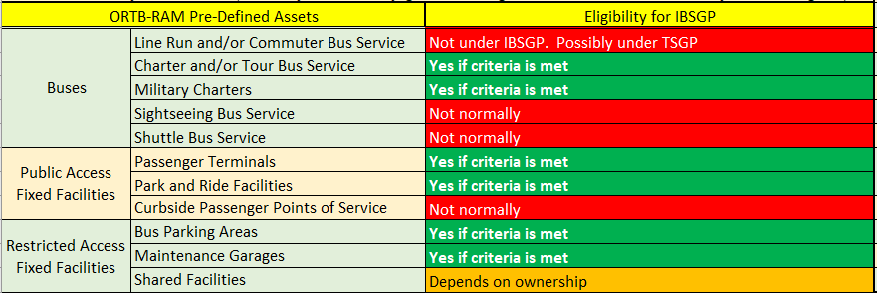 ORTB-RAM Pre-Defined Assets Eligibility for IBSGP
Buses
Line Run and/or Commuter Bus Service Not under IBSGP. Possibly under TSGP
Charter and/or Tour Bus Service Yes if criteria is met
Military Charters Yes if criteria is met
Sightseeing Bus Service Not normally
Shuttle Bus Service Not normally
Public Access
Fixed Facilities
Passenger Terminals Yes if criteria is met
Park and Ride Facilities Yes if criteria is met
Curbside Passenger Points of Service Not normally
Restricted Access
Fixed Facilities
Bus Parking Areas Yes if criteria is met
Maintenance Garages Yes if criteria is met
Shared Facilities Depends on ownership